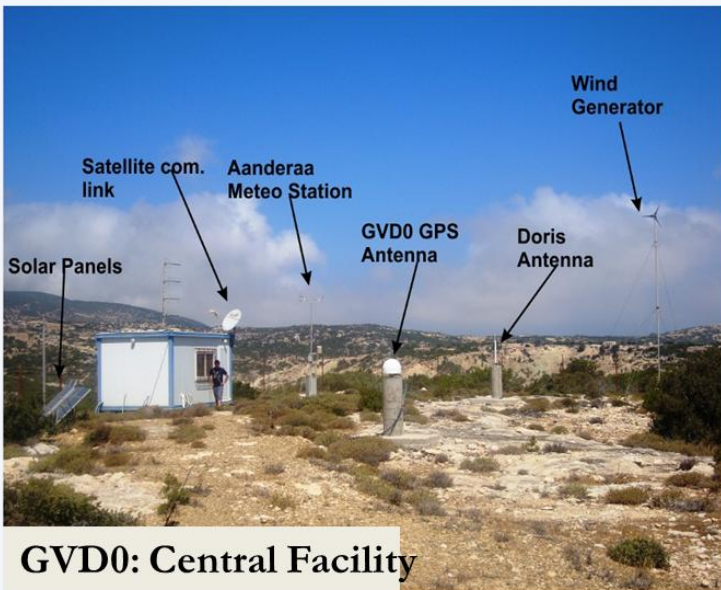 Wind
Generator
Satellite com.
link
Aanderaa
Meteo Station
GVD0 GPS
Antenna
Doris
Antenna
Solar Panels
GVD0: Central Facility